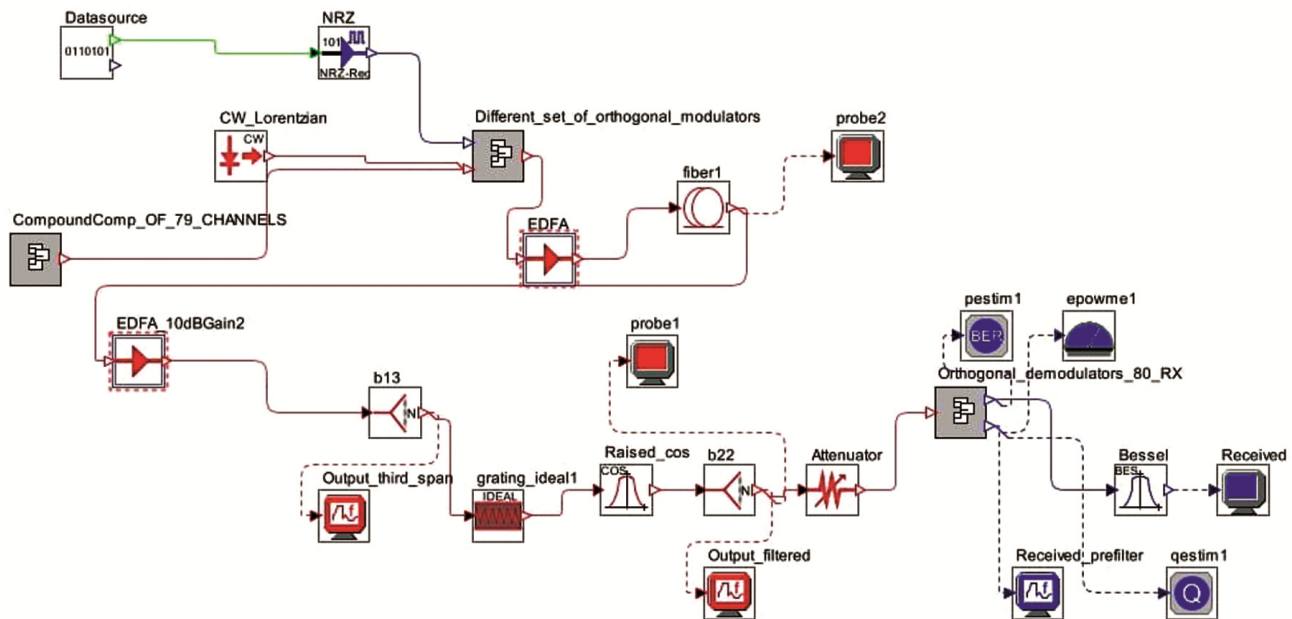 Datasource
0110101
NRZ
101
NRZ-Rec
CW_Lorentzian
CW
Different_set_of_orthogonal_modulators
probe2
fiber1
CompoundComp_OF_79_CHANNELS
EDFA
EDFA_10dBGain2
probe1
pestim1
BER
epowme1
Orthogonal_demodulators_80_RX
b13
N
Output_third_span
grating_ideal1
IDEAL
Raised_cos
COS
b22
N
Attenuator
Bessel
BES
Received
Output_filtered
Received_prefilter
qestim1
Q